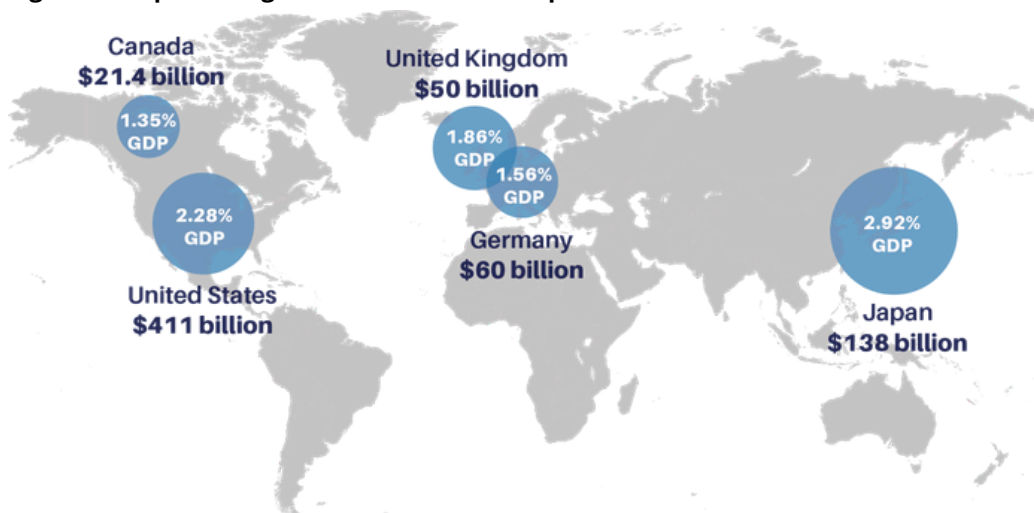 Canada
$21.4 billion
1.35%
GDP
United Kingdom
$50 billion
1.86%
GDP
1.56%
GDP
Germany
$60 billion
2.28%
GDP
United States
$411 billion
2.92%
GDP
Japan
$138 billion